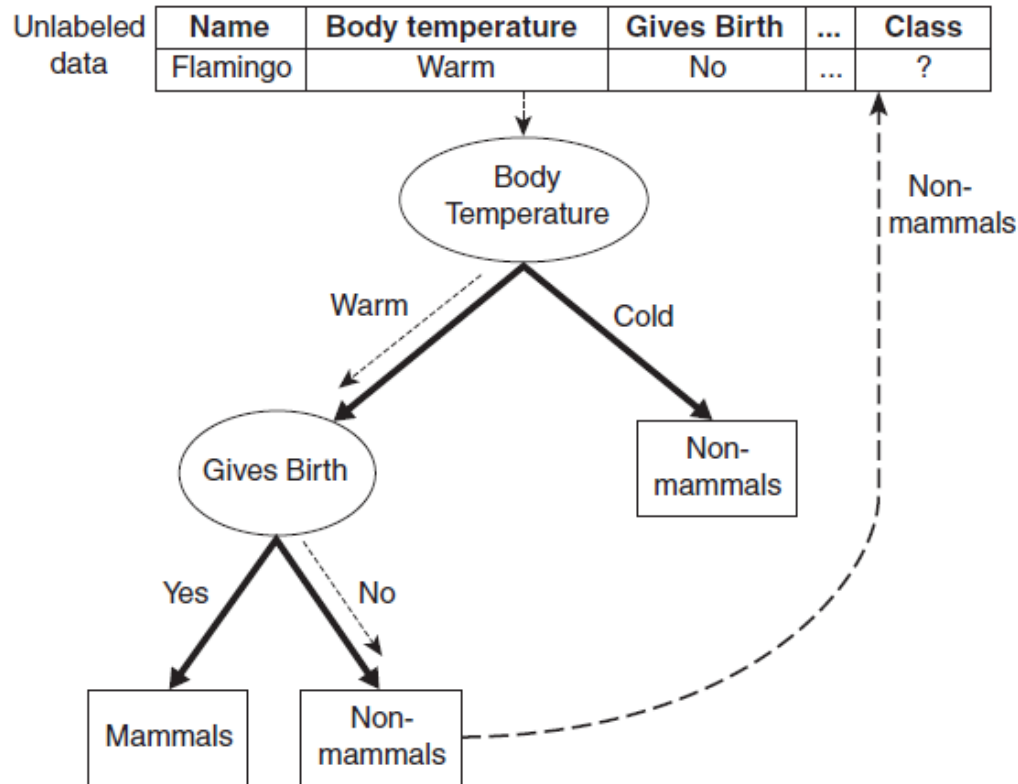 Unlabeled data
Name Body temperature Gives Birth ... Class
Flamingo Warm No ... ?
Body
Temperature
Non-
mammals
Warm
Cold
Gives Birth
Non-
mammals
Yes
No
Mammals
Non-
mammals